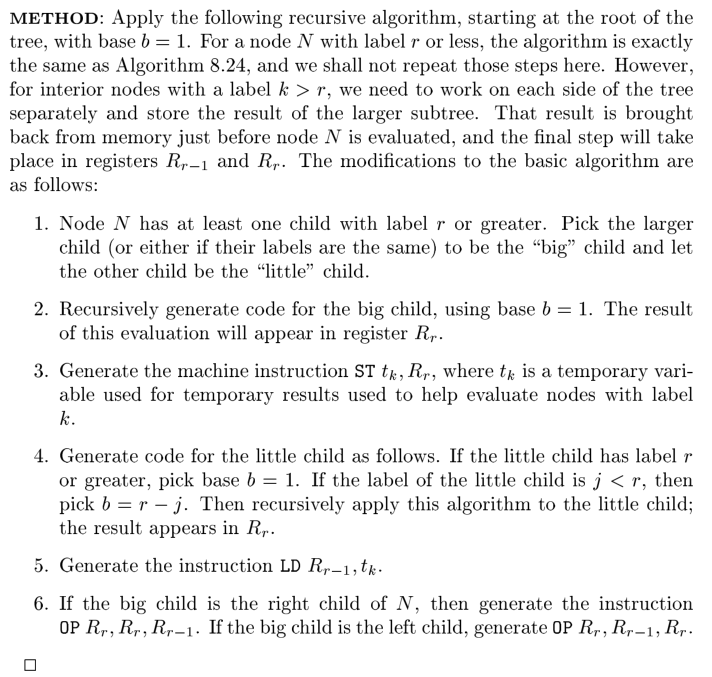 METHOD: Apply the following recursive algorithm, starting at the root of the
tree, with base b = 1. For a node N with label r or less, the algorithm is exactly
the same as Algorithm 8.24, and we shall not repeat those steps here. However,
for interior nodes with a label k > r, we need to work on each side of the tree
separately and store the result of the larger subtree. That result is brought
back from memory just before node N is evaluated, and the final step will take
place in registers R_{r−1} and R_r. The modifications to the basic algorithm are
as follows:
1. Node N has at least one child with label r or greater. Pick the larger
child (or either if their labels are the same) to be the “big” child and let
the other child be the “little” child.
2. Recursively generate code for the big child, using base b = 1. The result
of this evaluation will appear in register R_r.
3. Generate the machine instruction ST t_k, R_r, where t_k is a temporary vari-
able used for temporary results used to help evaluate nodes with label
k.
4. Generate code for the little child as follows. If the little child has label r
or greater, pick base b = 1. If the label of the little child is j < r, then
pick b = r − j. Then recursively apply this algorithm to the little child;
the result appears in R_r.
5. Generate the instruction LD R_{r−1}, t_k.
6. If the big child is the right child of N, then generate the instruction
OP R_r, R_r, R_{r−1}. If the big child is the left child, generate OP R_r, R_{r−1}, R_r.
□